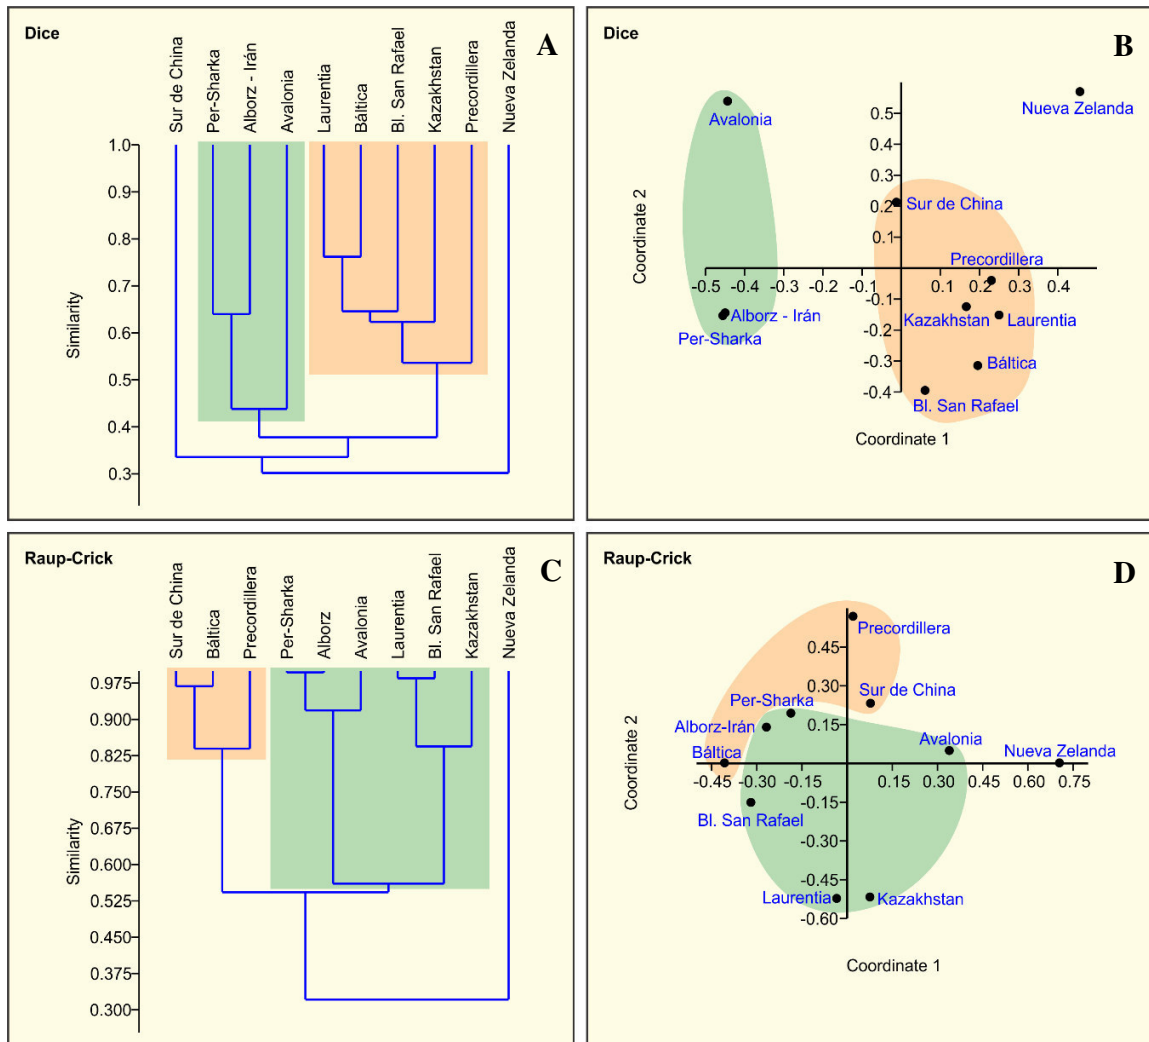 Dice
A
Sur de China
Per-Sharka
Alborz - Irán
Avalonia
Laurentia
Báltica
Bl. San Rafael
Kazakhstan
Precordillera
Nueva Zelanda
1.0
0.9
0.8
0.7
0.6
0.5
0.4
0.3
Similarity
Dice
B
Coordinate 2
0.5
0.4
0.3
0.2
0.1
-0.1
-0.2
-0.3
-0.4
-0.5 -0.4 -0.3 -0.2 -0.1 0.1 0.2 0.3 0.4
Avalonia
Nueva Zelanda
Sur de China
Precordillera
Alborz - Irán
Per-Sharka
Kazakhstan
Laurentia
Báltica
Bl. San Rafael
Coordinate 1
Raup-Crick
C
Sur de China
Báltica
Precordillera
Per-Sharka
Alborz
Avalonia
Laurentia
Bl. San Rafael
Kazakhstan
Nueva Zelanda
0.975
0.900
0.825
0.750
0.675
0.600
0.525
0.450
0.375
0.300
Similarity
Raup-Crick
D
Coordinate 2
0.45
0.30
0.15
-0.15
-0.30
-0.45
-0.60
-0.45 -0.30 -0.15 0.15 0.30 0.45 0.60 0.75
Precordillera
Sur de China
Per-Sharka
Alborz-Irán
Báltica
Avalonia
Nueva Zelanda
Bl. San Rafael
Laurentia
Kazakhstan
Coordinate 1